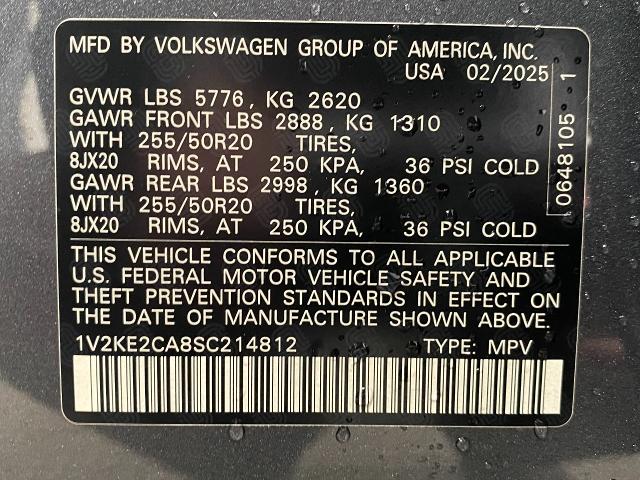 MFD BY VOLKSWAGEN GROUP OF AMERICA, INC.
USA 02/2025
GVWR LBS 5776, KG 2620
GAWR FRONT LBS 2888, KG 1310
WITH 255/50R20 TIRES,
8JX20 RIMS, AT 250 KPA, 36 PSI COLD
GAWR REAR LBS 2998, KG 1360
WITH 255/50R20 TIRES,
8JX20 RIMS, AT 250 KPA, 36 PSI COLD
0648105 1
THIS VEHICLE CONFORMS TO ALL APPLICABLE
U.S. FEDERAL MOTOR VEHICLE SAFETY AND
THEFT PREVENTION STANDARDS IN EFFECT ON
THE DATE OF MANUFACTURE SHOWN ABOVE.
1V2KE2CA8SC214812 TYPE: MPV